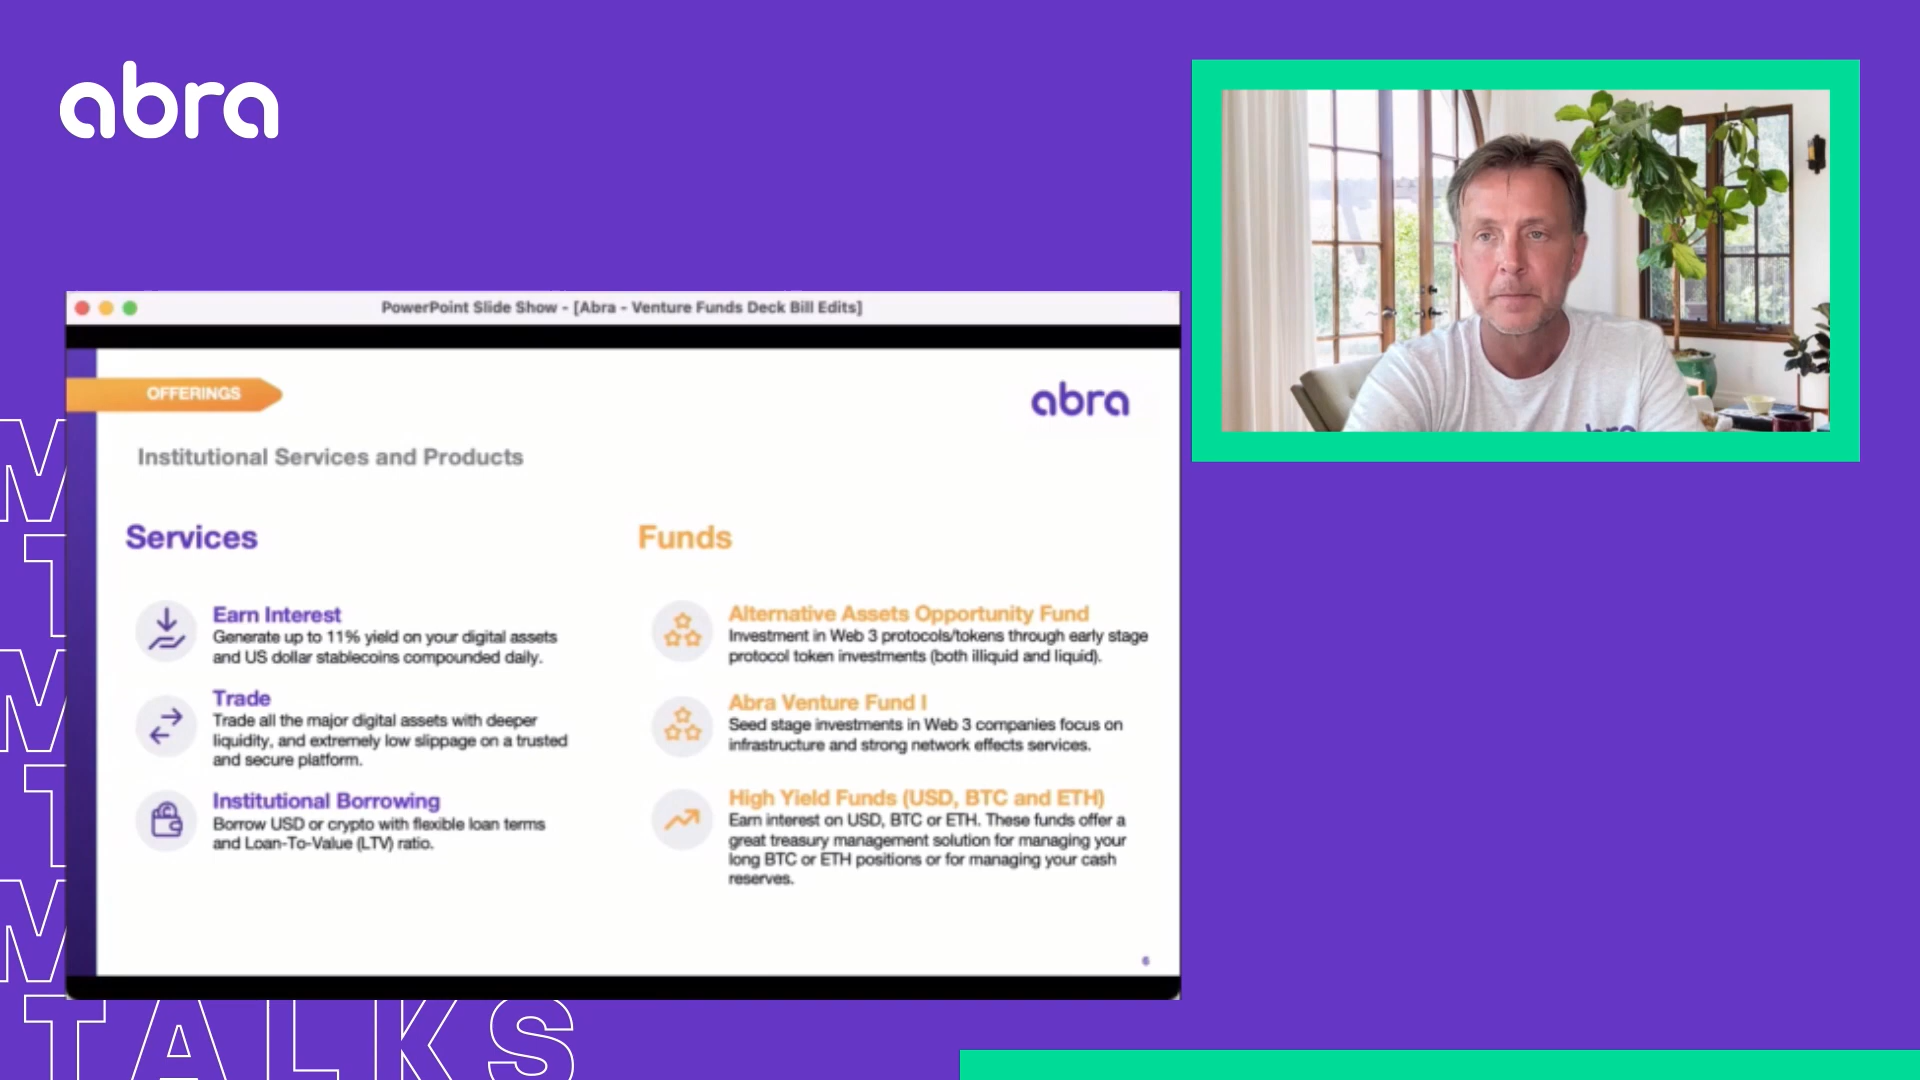 abra
PowerPoint Slide Show - [Abra - Venture Funds Deck Bill Edits]
OFFERINGS
abra
Institutional Services and Products
Services
Earn Interest
Generate up to 11% yield on your digital assets
and US dollar stablecoins compounded daily.
Trade
Trade all the major digital assets with deeper
liquidity, and extremely low slippage on a trusted
and secure platform.
Institutional Borrowing
Borrow USD or crypto with flexible loan terms
and Loan-To-Value (LTV) ratio.
Funds
Alternative Assets Opportunity Fund
Investment in Web 3 protocols/tokens through early stage
protocol token investments (both illiquid and liquid).
Abra Venture Fund I
Seed stage investments in Web 3 companies focus on
infrastructure and strong network effects services.
High Yield Funds (USD, BTC and ETH)
Earn interest on USD, BTC or ETH. These funds offer a
great treasury management solution for managing your
long BTC or ETH positions or for managing your cash
reserves.
6
M
T
M
T
M
TALKS